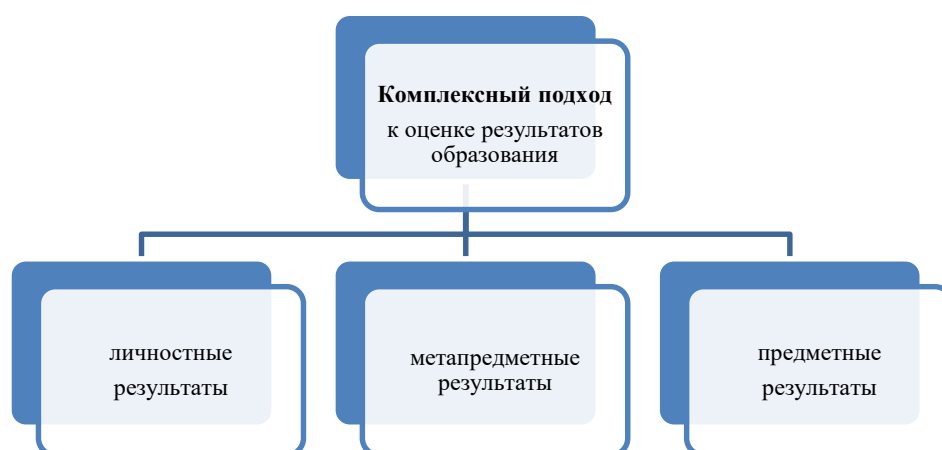 Комплексный подход
к оценке результатов
образования
личностные
результаты
метапредметные
результаты
предметные
результаты